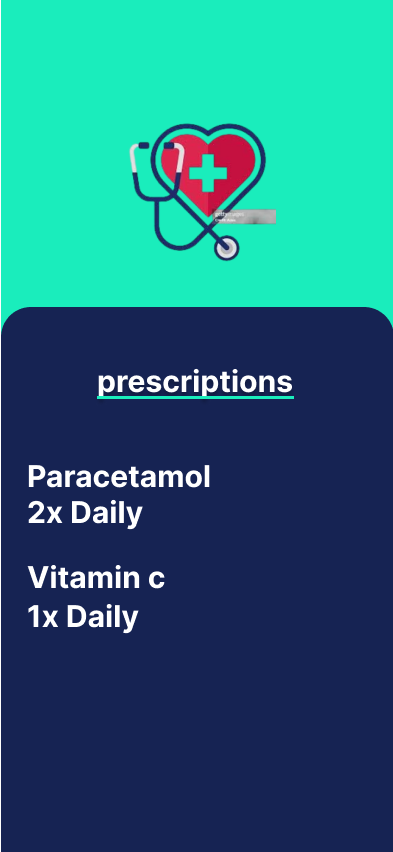 prescriptions
Paracetamol
2x Daily
Vitamin c
1x Daily